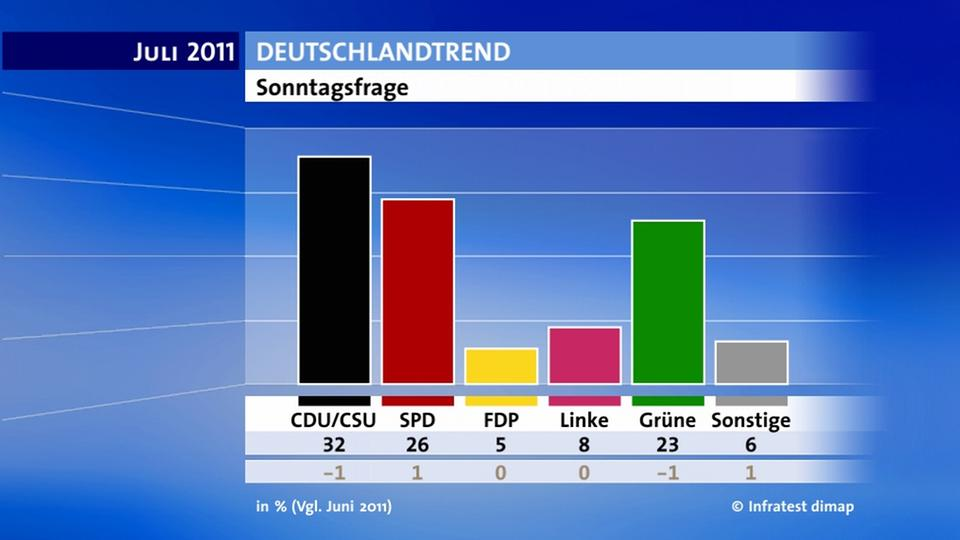 Juli 2011
DEUTSCHLANDTREND
Sonntagsfrage
CDU/CSU SPD FDP Linke Grüne Sonstige
32 26 5 8 23 6
−1 1 0 0 −1 1
in % (Vgl. Juni 2011)
© Infratest dimap